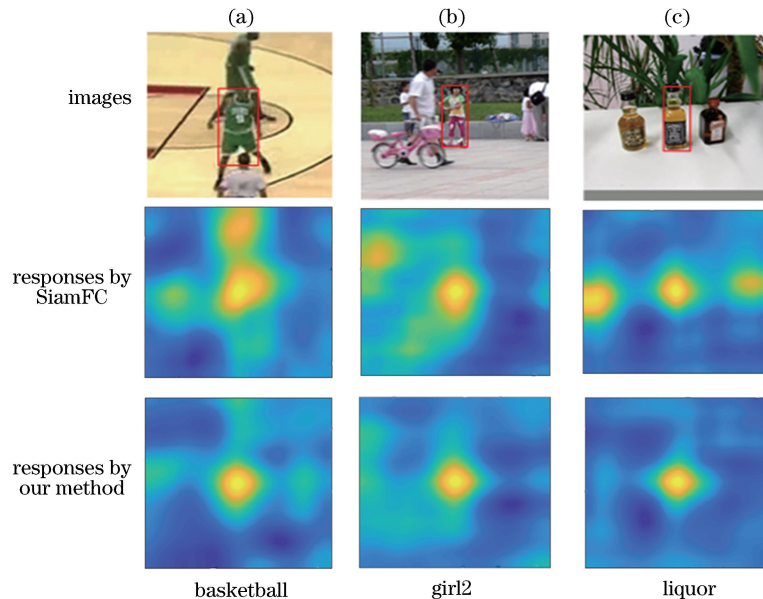 (a) (b) (c)
images
responses by
SiamFC
responses by
our method
basketball girl2 liquor